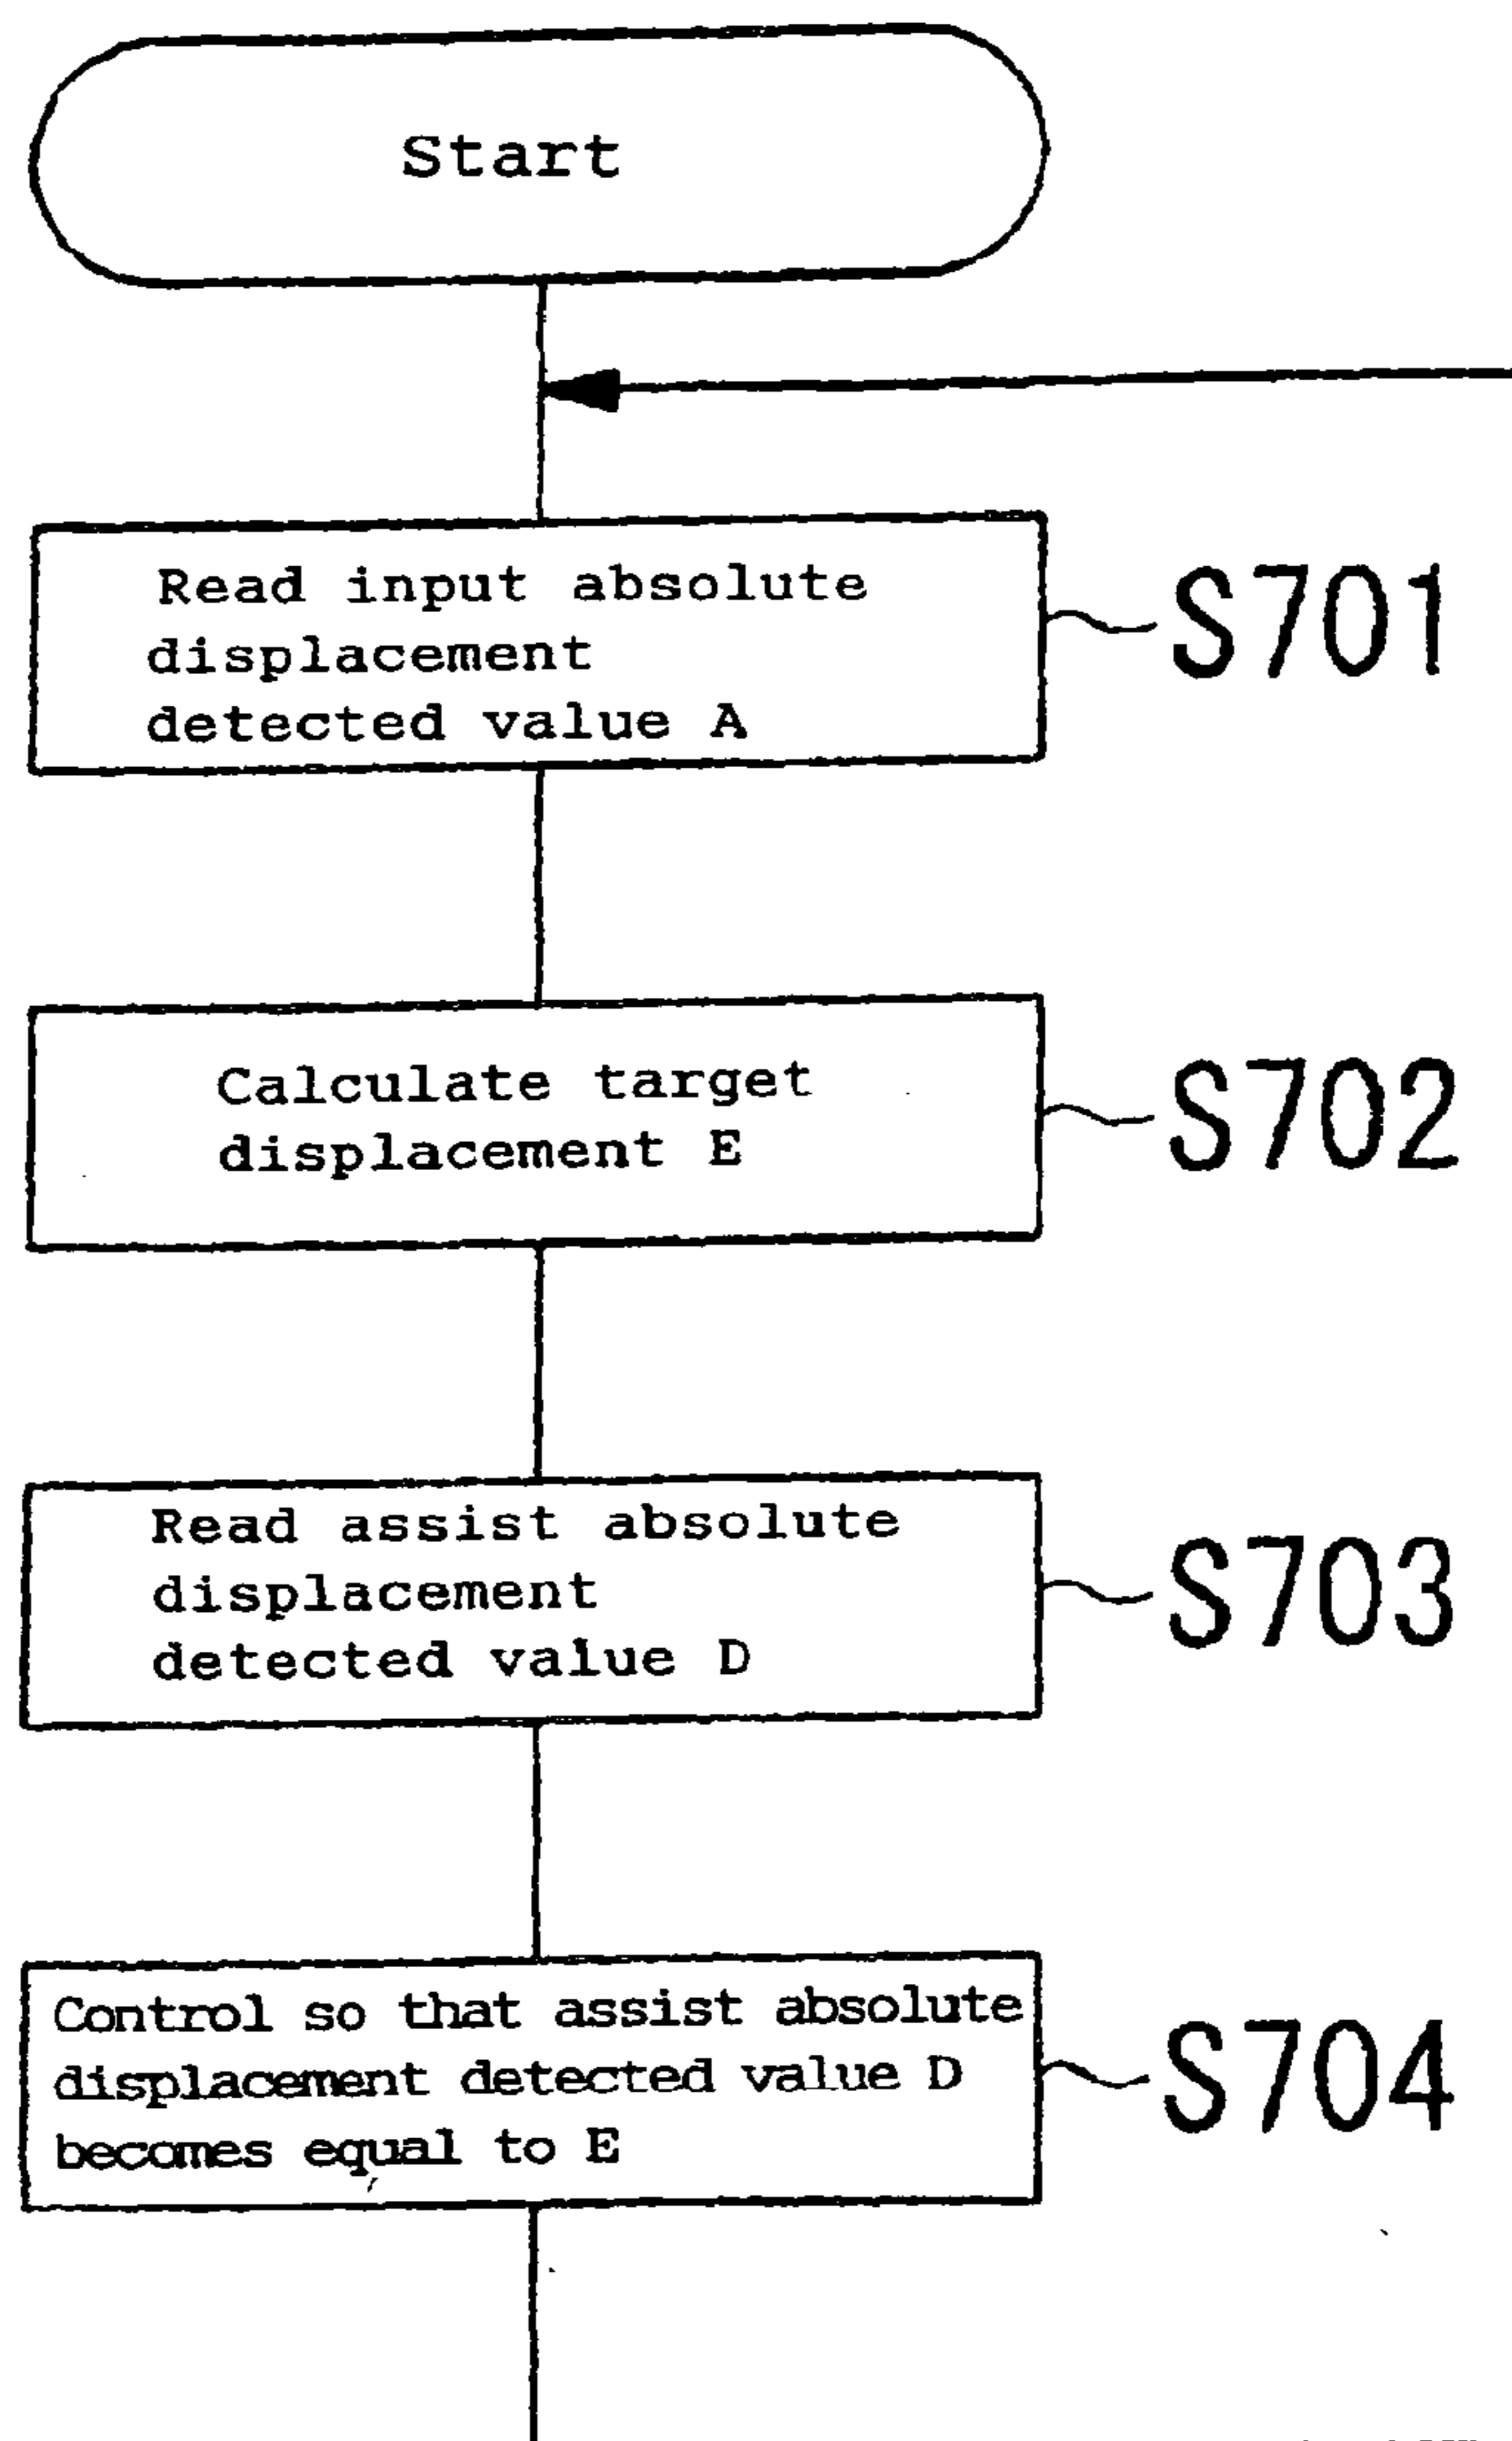 Start
Read input absolute
displacement
detected value A
S701
Calculate target
displacement E
S702
Read assist absolute
displacement
detected value D
S703
Control so that assist absolute
displacement detected value D
becomes equal to E
S704